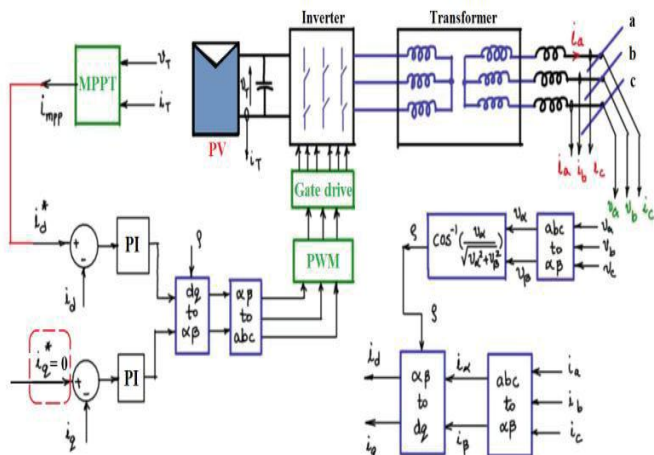 Inverter
Transformer
a
b
c
i_a
MPPT
v_T
i_T
i_mpp
v_T
PV
i_T
i_a
i_b
i_c
v_a
v_b
i_c
Gate drive
PWM
i_d*
+
−
PI
i_d
ρ
dq
to
αβ
αβ
to
abc
i_q* = 0
+
−
PI
i_q
cos⁻¹(v_α/√(v_α²+v_β²))
v_α
v_β
abc
to
αβ
v_a
v_b
v_c
ρ
ρ
i_d
i_q
αβ
to
dq
i_α
i_β
abc
to
αβ
i_a
i_b
i_c